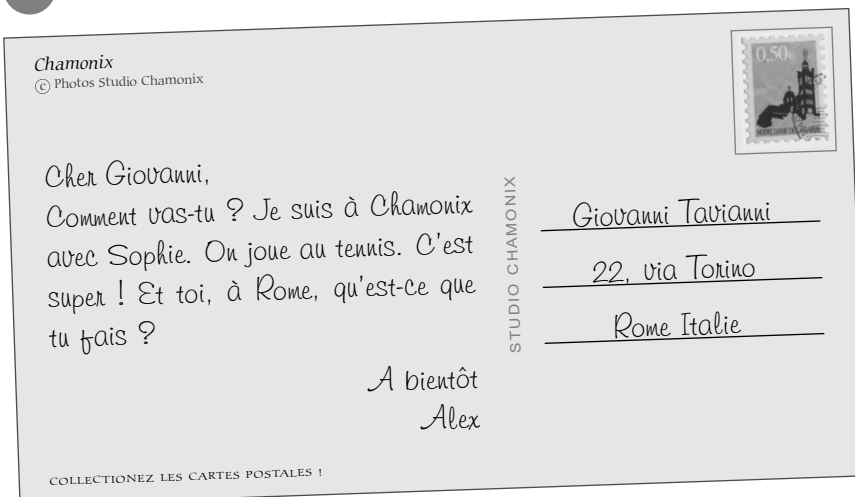 Chamonix
© Photos Studio Chamonix
0,50€
Cher Giovanni,
Comment vas-tu ? Je suis à Chamonix
avec Sophie. On joue au tennis. C'est
super ! Et toi, à Rome, qu'est-ce que
tu fais ?
A bientôt
Alex
STUDIO CHAMONIX
Giovanni Tavianni
22, via Torino
Rome Italie
COLLECTIONEZ LES CARTES POSTALES !